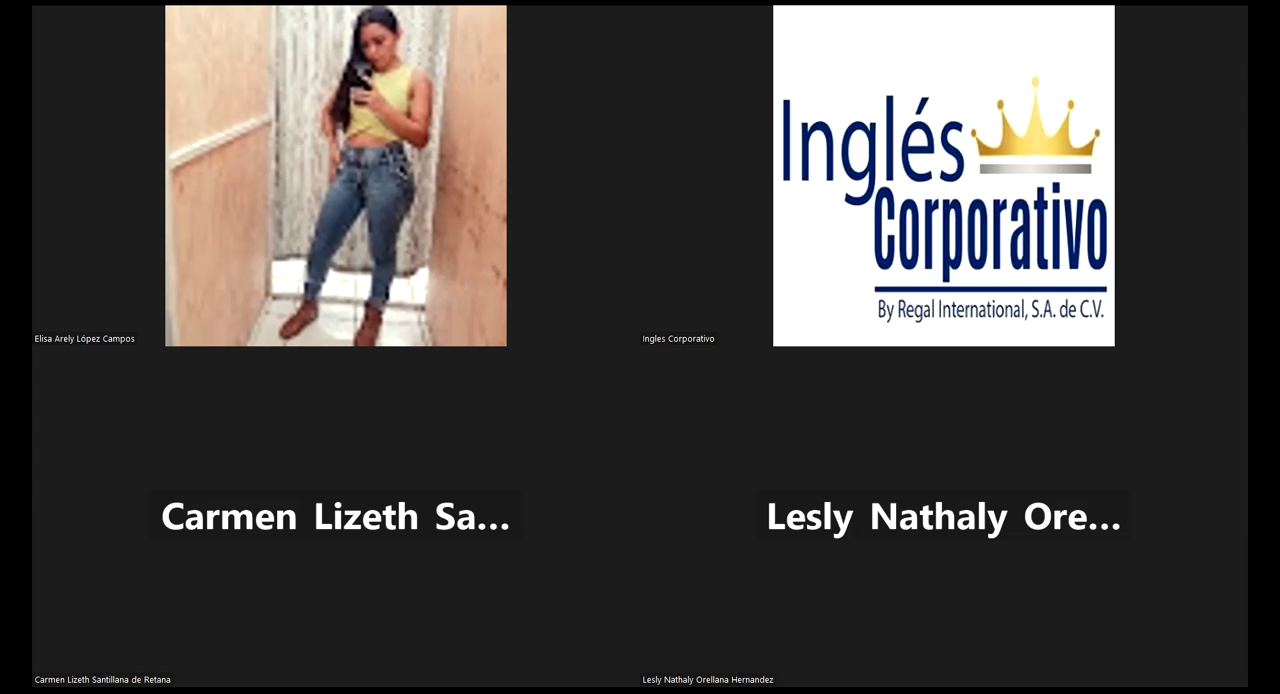 Inglés
Corporativo
By Regal International, S.A. de C.V.
Elisa Arely López Campos
Ingles Corporativo
Carmen Lizeth Sa...
Lesly Nathaly Ore...
Carmen Lizeth Santillana de Retana
Lesly Nathaly Orellana Hernandez